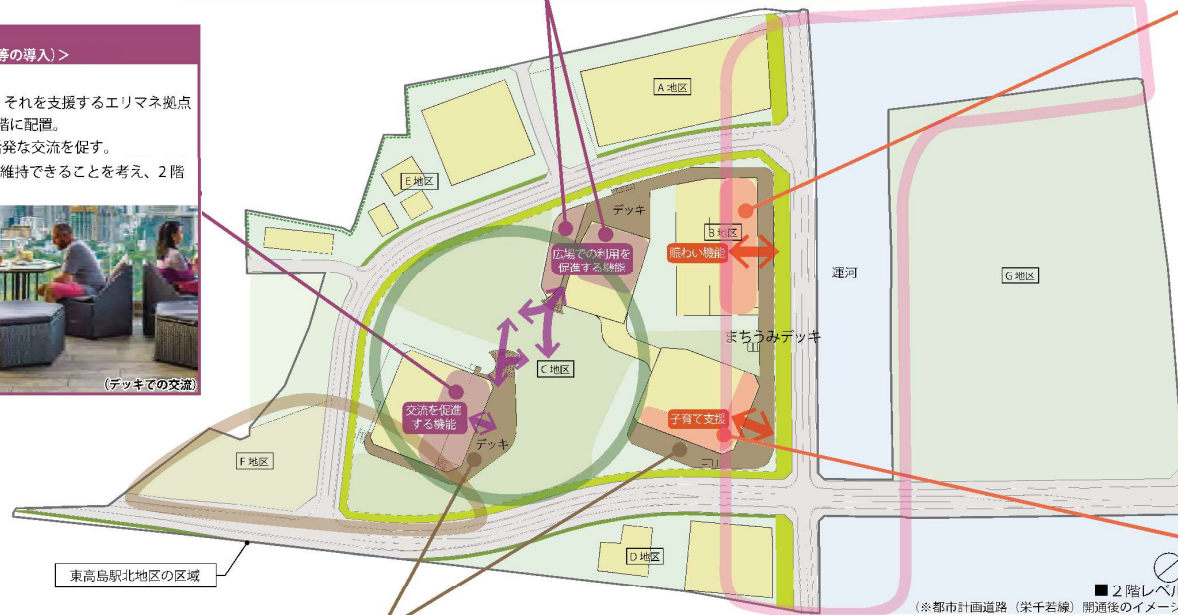 等の導入)＞
それを支援するエリマネ拠点
階に配置。
発な交流を促す。
維持できることを考え、2階
(デッキでの交流)
A地区
E地区
デッキ
B地区
広場での利用を
促進する機能
賑わい機能
運河
G地区
まちうみデッキ
C地区
交流を促進
する機能
子育て支援
デッキ
F地区
D地区
東高島駅北地区の区域
■2階レベル
(※都市計画道路（栄千若線）開通後のイメージ